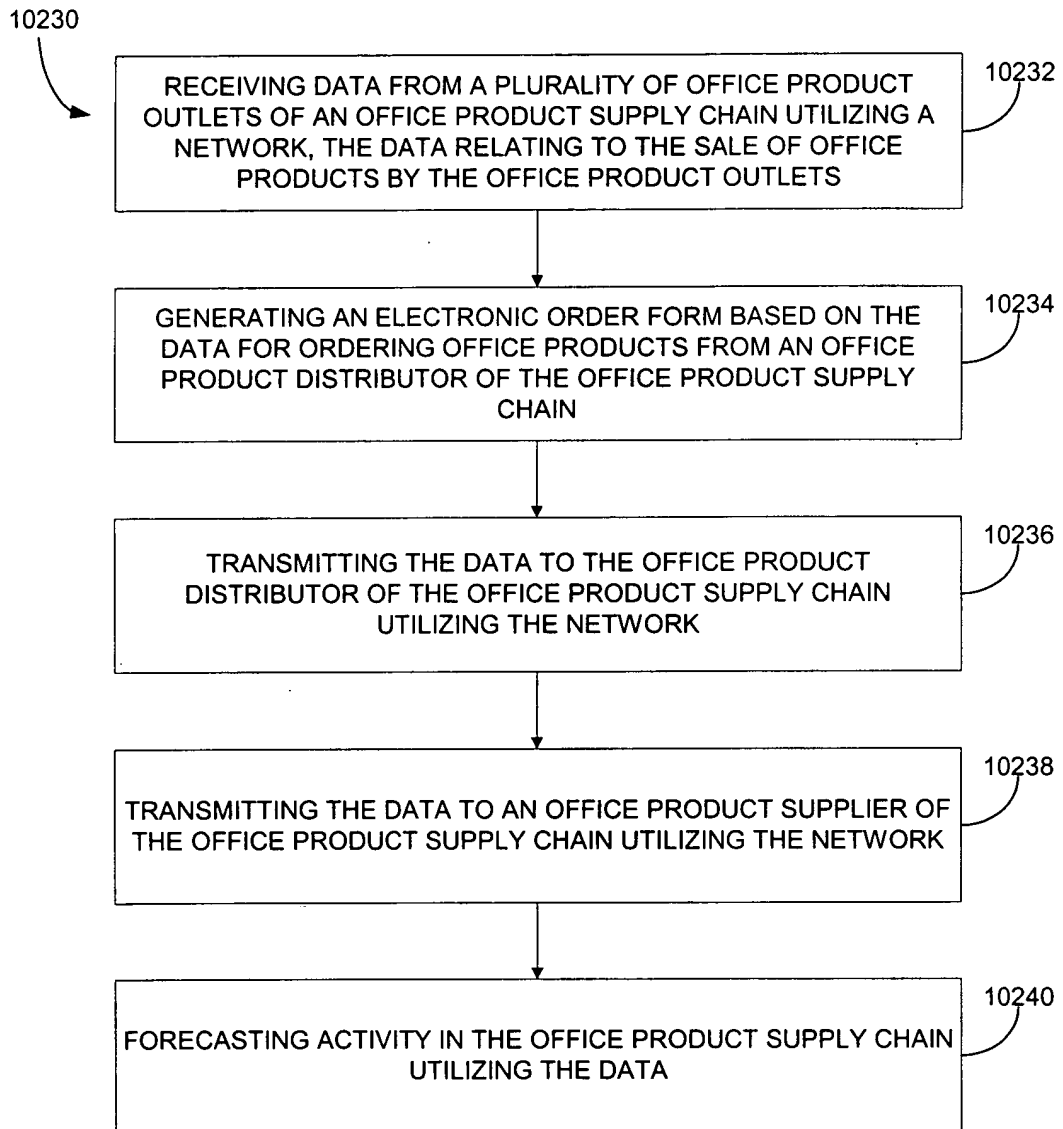 10230
RECEIVING DATA FROM A PLURALITY OF OFFICE PRODUCT
OUTLETS OF AN OFFICE PRODUCT SUPPLY CHAIN UTILIZING A
NETWORK, THE DATA RELATING TO THE SALE OF OFFICE
PRODUCTS BY THE OFFICE PRODUCT OUTLETS
10232
GENERATING AN ELECTRONIC ORDER FORM BASED ON THE
DATA FOR ORDERING OFFICE PRODUCTS FROM AN OFFICE
PRODUCT DISTRIBUTOR OF THE OFFICE PRODUCT SUPPLY
CHAIN
10234
TRANSMITTING THE DATA TO THE OFFICE PRODUCT
DISTRIBUTOR OF THE OFFICE PRODUCT SUPPLY CHAIN
UTILIZING THE NETWORK
10236
TRANSMITTING THE DATA TO AN OFFICE PRODUCT SUPPLIER OF
THE OFFICE PRODUCT SUPPLY CHAIN UTILIZING THE NETWORK
10238
FORECASTING ACTIVITY IN THE OFFICE PRODUCT SUPPLY CHAIN
UTILIZING THE DATA
10240